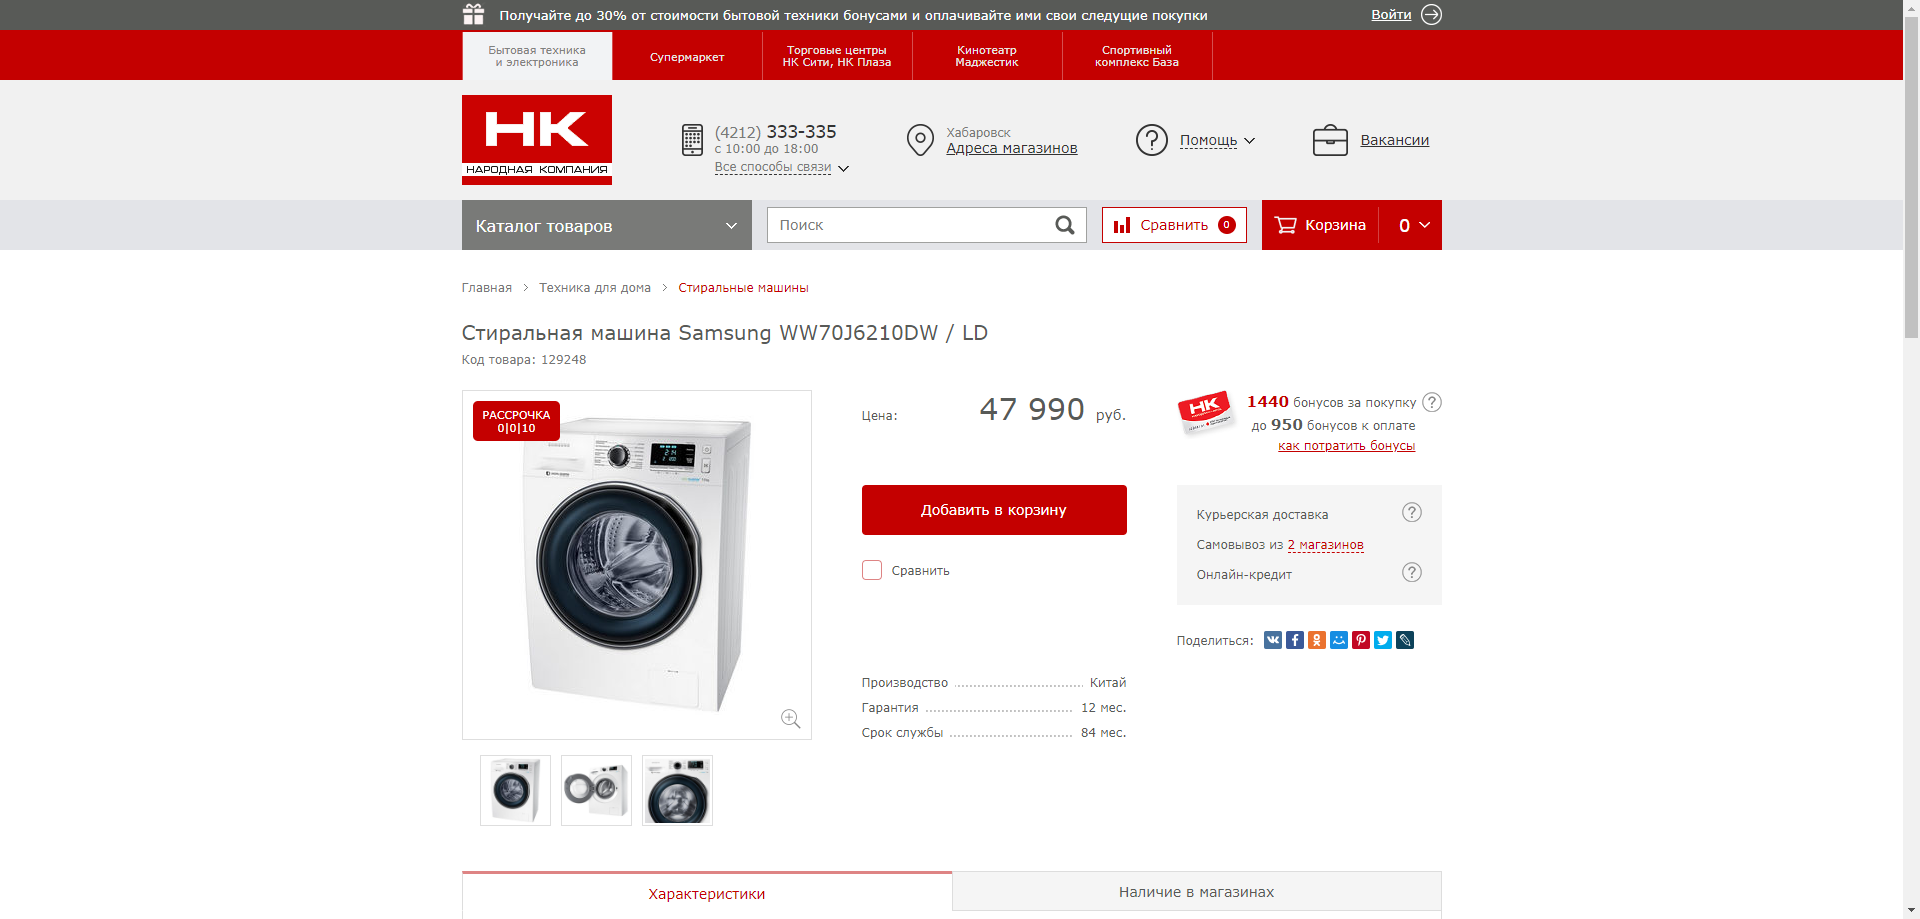 Получайте до 30% от стоимости бытовой техники бонусами и оплачивайте ими свои следущие покупки
Войти
Бытовая техника
и электроника
Супермаркет
Торговые центры
НК Сити, НК Плаза
Кинотеатр
Маджестик
Спортивный
комплекс База
НК
НАРОДНАЯ КОМПАНИЯ
(4212) 333-335
с 10:00 до 18:00
Все способы связи
Хабаровск
Адреса магазинов
Помощь
Вакансии
Каталог товаров
Поиск
Сравнить 0
Корзина 0
Главная > Техника для дома > Стиральные машины
Стиральная машина Samsung WW70J6210DW / LD
Код товара: 129248
РАССРОЧКА
0|0|10
Цена: 47 990 руб.
НК
1440 бонусов за покупку ?
до 950 бонусов к оплате
как потратить бонусы
Добавить в корзину
Сравнить
Курьерская доставка ?
Самовывоз из 2 магазинов
Онлайн-кредит ?
Поделиться:
Производство Китай
Гарантия 12 мес.
Срок службы 84 мес.
Характеристики
Наличие в магазинах